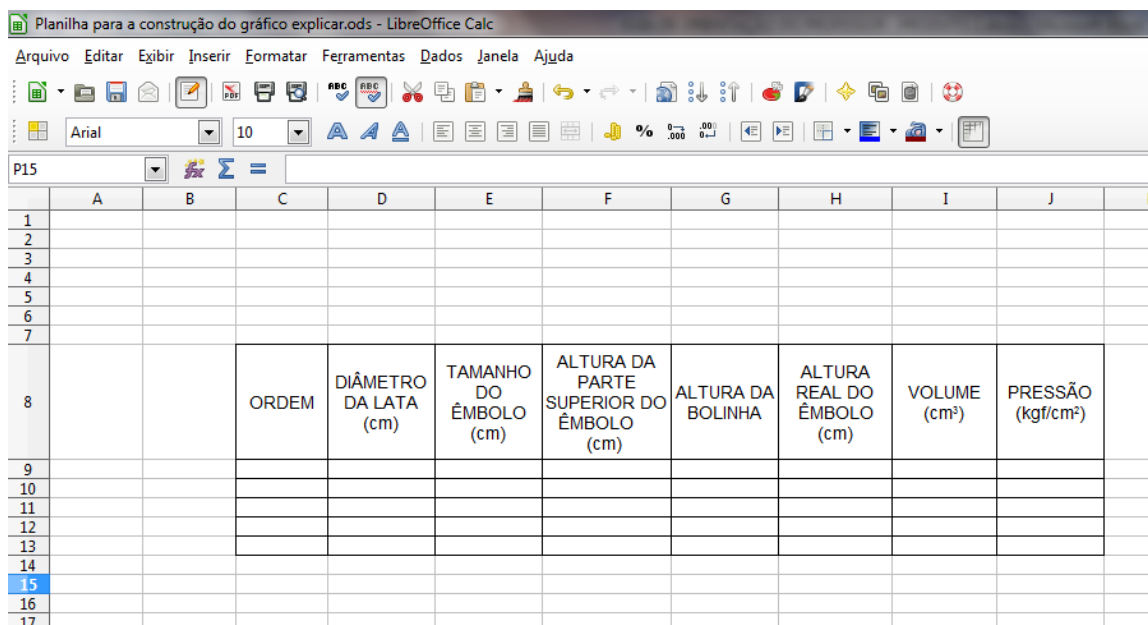 Planilha para a construção do gráfico explicar.ods - LibreOffice Calc
Arquivo Editar Exibir Inserir Formatar Ferramentas Dados Janela Ajuda
Arial 10
P15
A B C D E F G H I J
1
2
3
4
5
6
7
8
ORDEM
DIÂMETRO
DA LATA
(cm)
TAMANHO
DO
ÊMBOLO
(cm)
ALTURA DA
PARTE
SUPERIOR DO
ÊMBOLO
(cm)
ALTURA DA
BOLINHA
ALTURA
REAL DO
ÊMBOLO
(cm)
VOLUME
(cm³)
PRESSÃO
(kgf/cm²)
9
10
11
12
13
14
15
16
17